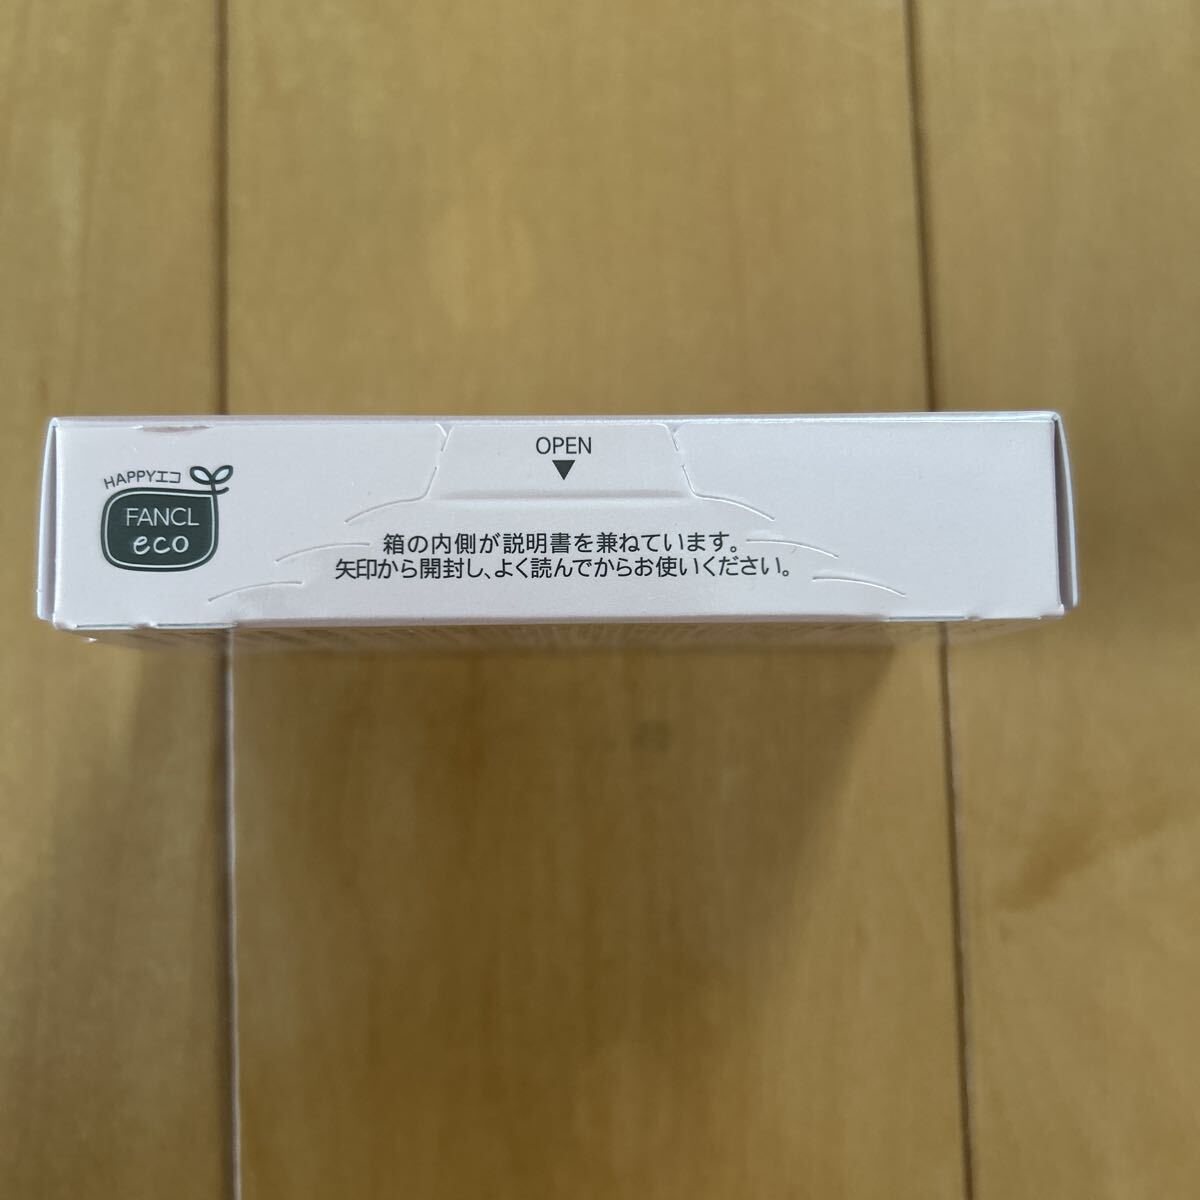 OPEN
HAPPYエコ
FANCL
eco
箱の内側が説明書を兼ねています。
矢印から開封し、よく読んでからお使いください。